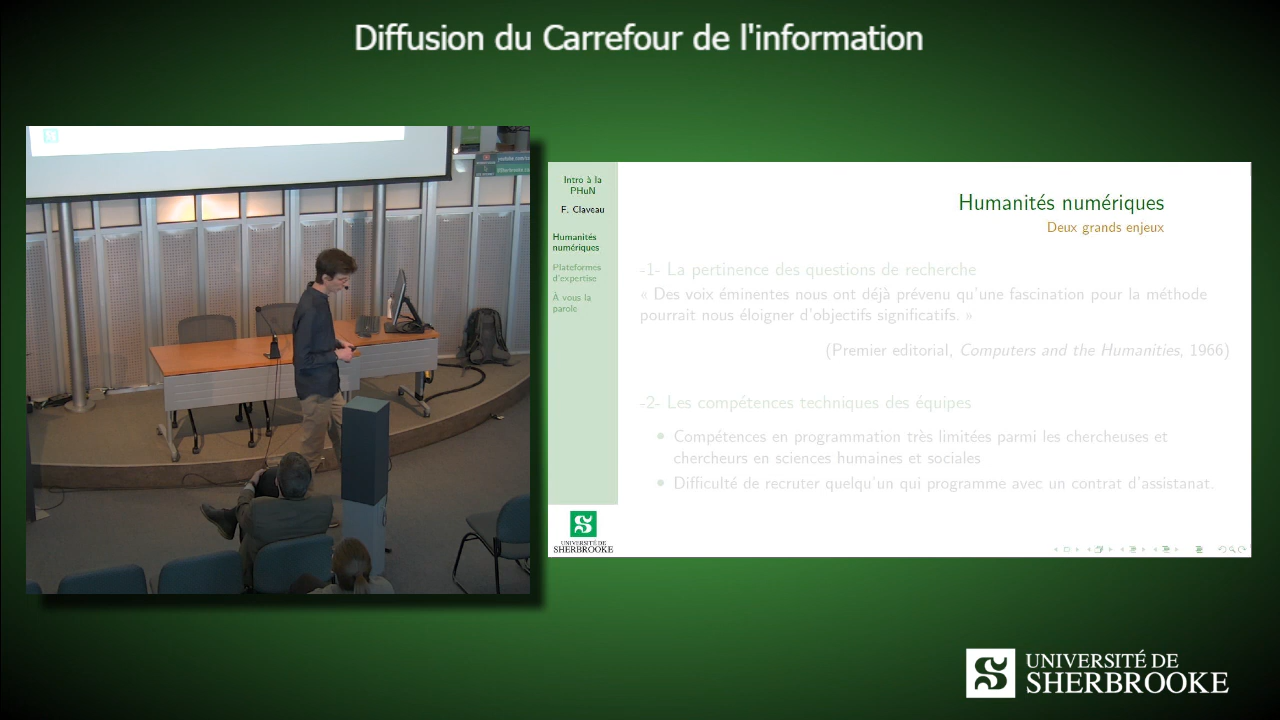 Diffusion du Carrefour de l'information
Intro à la
PHuN
F. Claveau
Humanités
numériques
Plateformes
d'expertise
À vous la
parole
UNIVERSITÉ DE
SHERBROOKE
Humanités numériques
Deux grands enjeux
-1- La pertinence des questions de recherche
« Des voix éminentes nous ont déjà prévenu qu'une fascination pour la méthode
pourrait nous éloigner d'objectifs significatifs. »
(Premier editorial, Computers and the Humanities, 1966)
-2- Les compétences techniques des équipes
• Compétences en programmation très limitées parmi les chercheuses et
chercheurs en sciences humaines et sociales
• Difficulté de recruter quelqu'un qui programme avec un contrat d'assistanat.
UNIVERSITÉ DE
SHERBROOKE